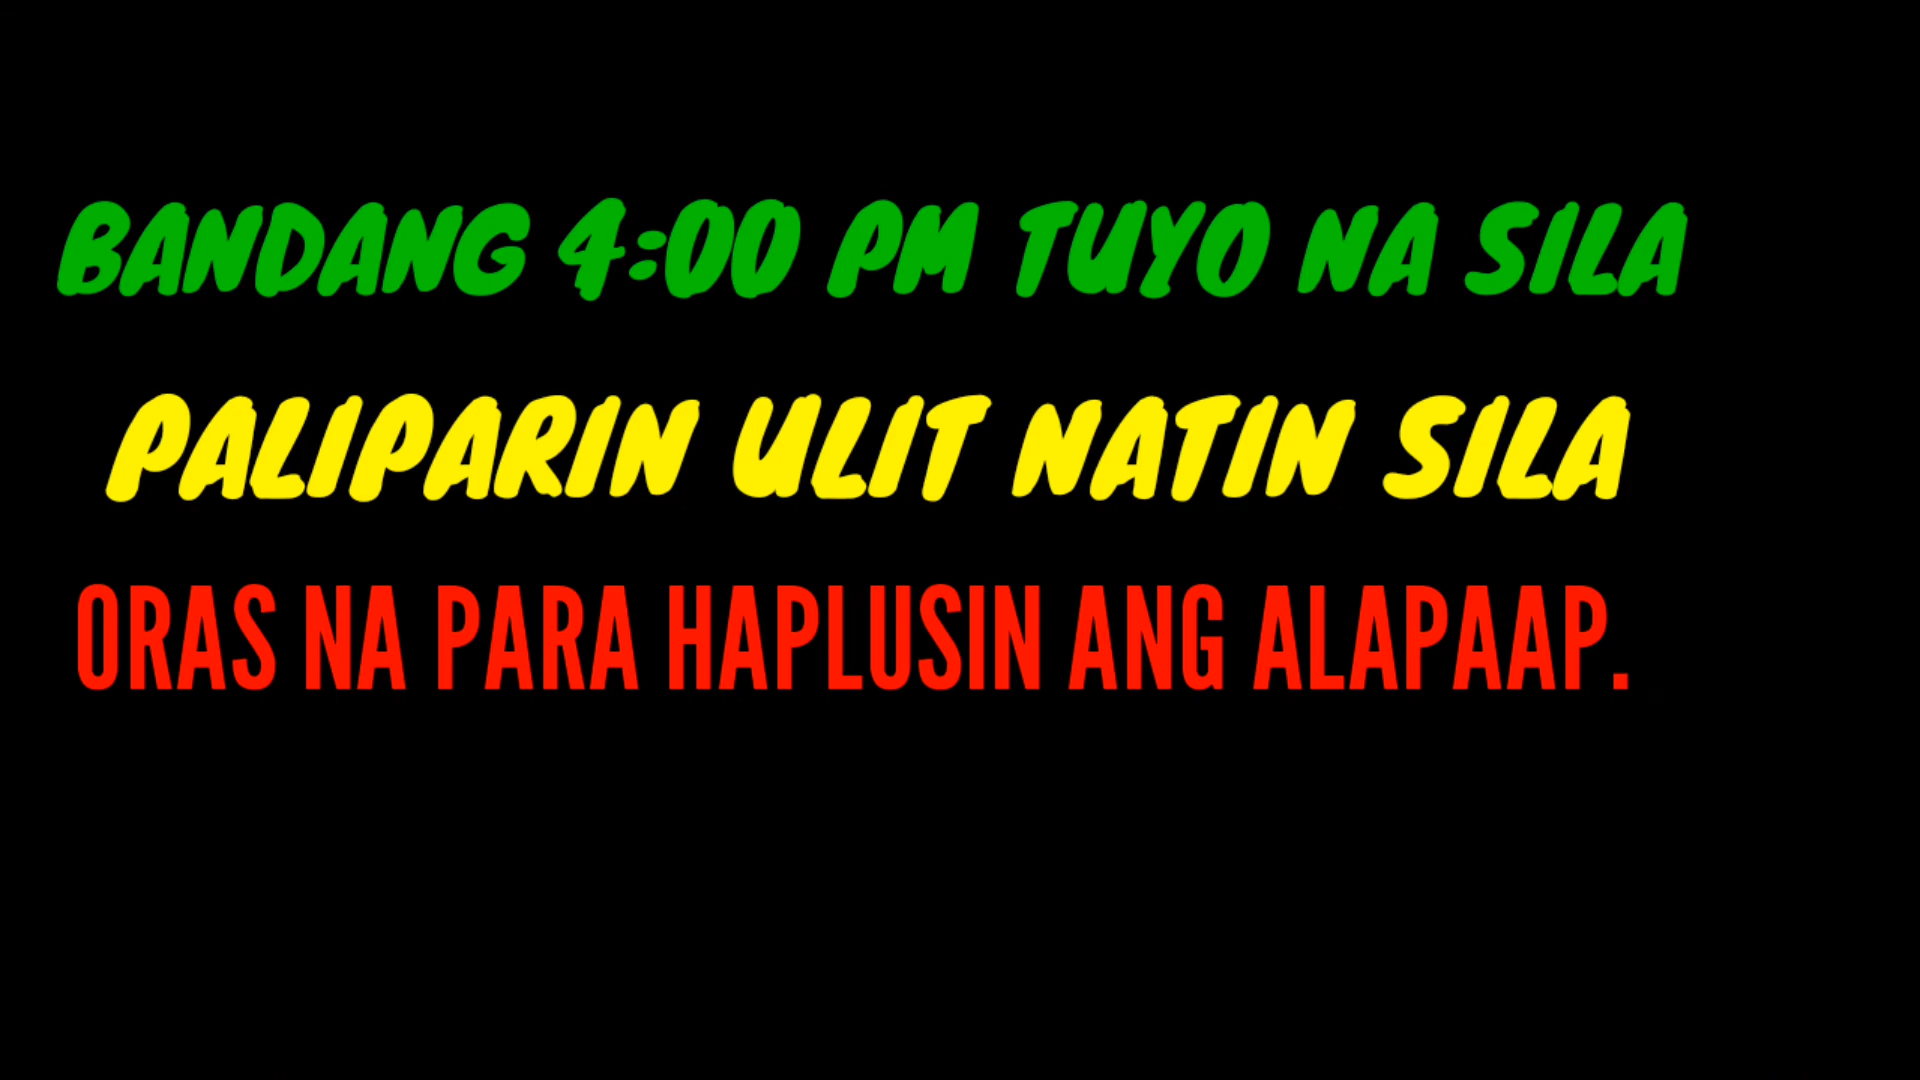 BANDANG 4:00 PM TUYO NA SILA
PALIPARIN ULIT NATIN SILA
ORAS NA PARA HAPLUSIN ANG ALAPAAP.